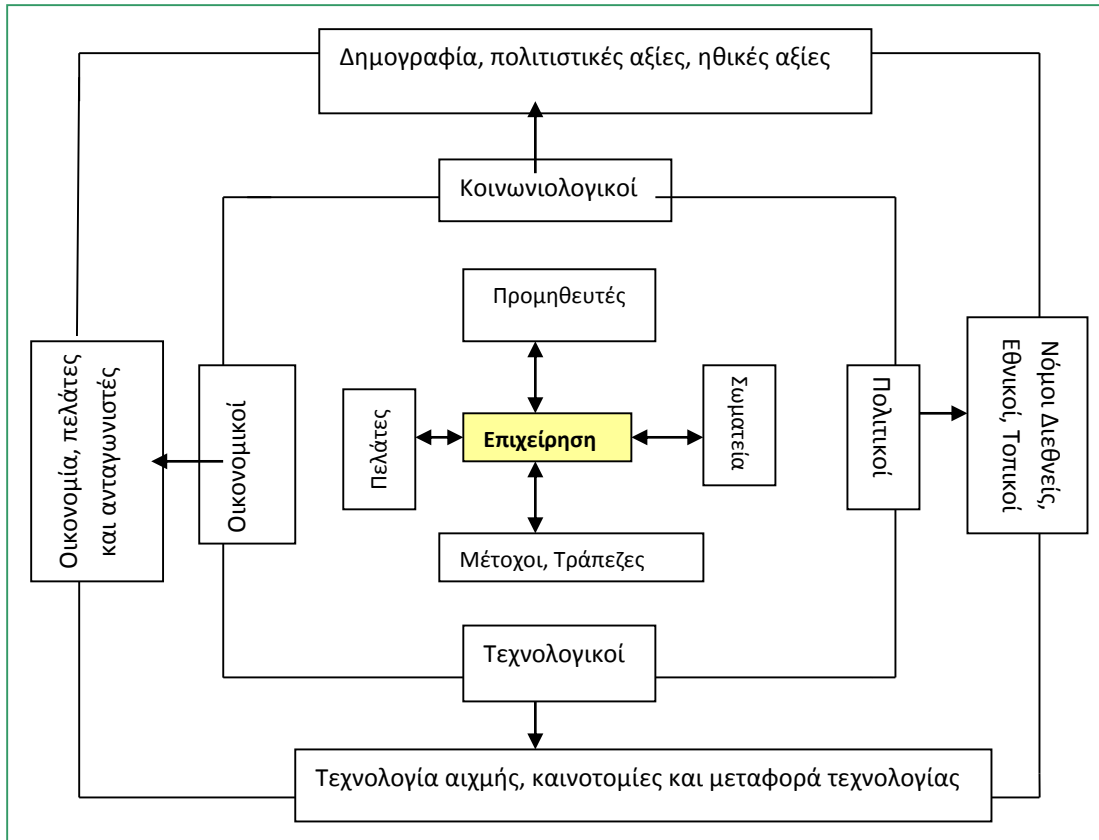 Δημογραφία, πολιτιστικές αξίες, ηθικές αξίες
Κοινωνιολογικοί
Προμηθευτές
Οικονομία, πελάτες
και ανταγωνιστές
Οικονομικοί
Πελάτες
Επιχείρηση
Σωματεία
Πολιτικοί
Νόμοι Διεθνείς,
Εθνικοί, Τοπικοί
Μέτοχοι, Τράπεζες
Τεχνολογικοί
Τεχνολογία αιχμής, καινοτομίες και μεταφορά τεχνολογίας